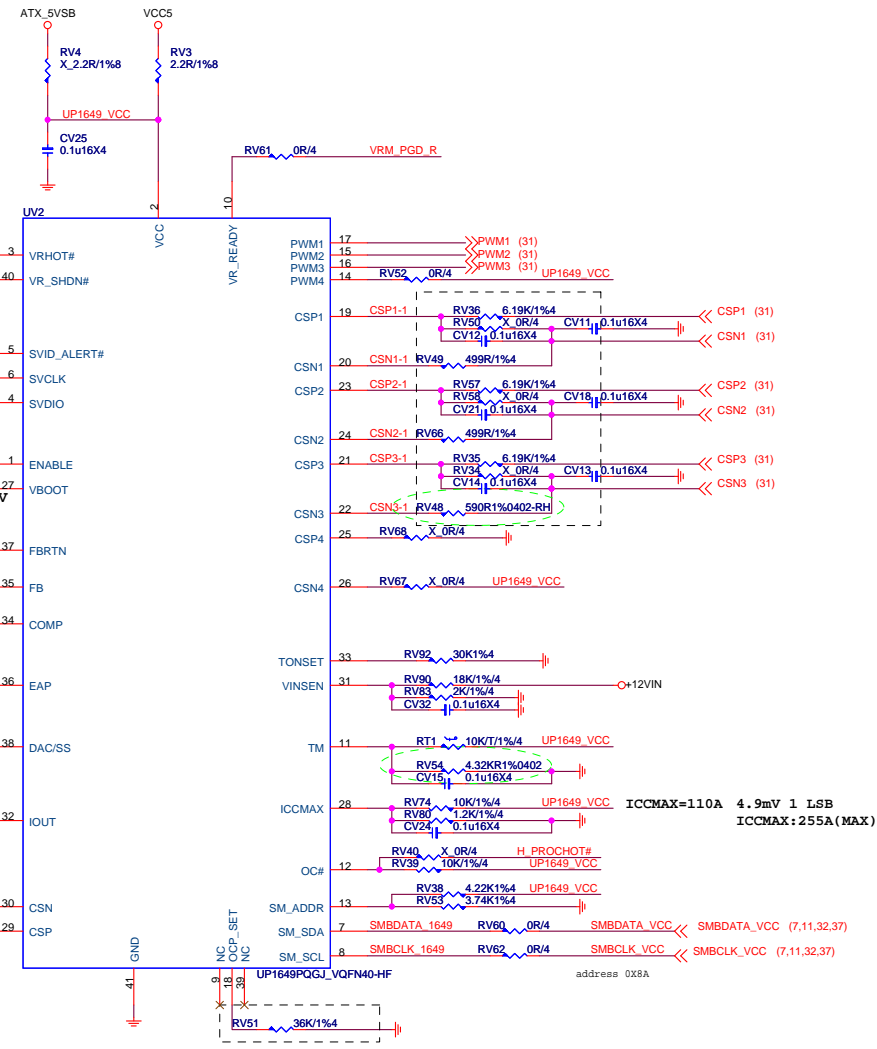 ATX_5VSB VCC5
RV4 RV3
X_2.2R/1%8 2.2R/1%8
UP1649_VCC
CV25
0.1u16X4
RV61 0R/4 VRM_PGD_R
2 10
UV2
VCC VR_READY
3 VRHOT#
40 VR_SHDN#
5 SVID_ALERT#
6 SVCLK
4 SVDIO
1 ENABLE
27 VBOOT
V
37 FBRTN
35 FB
34 COMP
36 EAP
38 DAC/SS
32 IOUT
30 CSN
29 CSP
PWM1 17 PWM1 (31)
PWM2 15 PWM2 (31)
PWM3 16 PWM3 (31)
PWM4 14 RV52 0R/4 UP1649_VCC
CSP1 19 CSP1-1 RV36 6.19K/1%4 CSP1 (31)
RV50 X_0R/4 CV11 0.1u16X4
CV12 0.1u16X4 CSN1 (31)
CSN1 20 CSN1-1 RV49 499R/1%4
CSP2 23 CSP2-1 RV57 6.19K/1%4 CSP2 (31)
RV58 X_0R/4 CV18 0.1u16X4
CV21 0.1u16X4 CSN2 (31)
CSN2 24 CSN2-1 RV66 499R/1%4
CSP3 21 CSP3-1 RV35 6.19K/1%4 CSP3 (31)
RV34 X_0R/4 CV13 0.1u16X4
CV14 0.1u16X4 CSN3 (31)
CSN3 22 CSN3-1 RV48 590R1%0402-RH
CSP4 25 RV68 X_0R/4
CSN4 26 RV67 X_0R/4 UP1649_VCC
TONSET 33 RV92 30K1%4
VINSEN 31 RV90 18K/1%/4 +12VIN
RV83 2K/1%/4
CV32 0.1u16X4
TM 11 RT1 10K/T/1%/4 UP1649_VCC
RV54 4.32KR1%0402
CV15 0.1u16X4
ICCMAX 28 RV74 10K/1%/4 UP1649_VCC ICCMAX=110A 4.9mV 1 LSB
RV80 1.2K/1%/4 ICCMAX:255A(MAX)
CV24 0.1u16X4
RV40 X_0R/4 H_PROCHOT#
OC# 12 RV39 10K/1%/4 UP1649_VCC
RV38 4.22K1%4 UP1649_VCC
SM_ADDR 13 RV53 3.74K1%4
SM_SDA 7 SMBDATA_1649 RV60 0R/4 SMBDATA_VCC SMBDATA_VCC (7,11,32,37)
SM_SCL 8 SMBCLK_1649 RV62 0R/4 SMBCLK_VCC SMBCLK_VCC (7,11,32,37)
GND NC OCP_SET NC
UP1649PQGJ_VQFN40-HF address 0X8A
41 9 18 39
RV51 36K/1%4